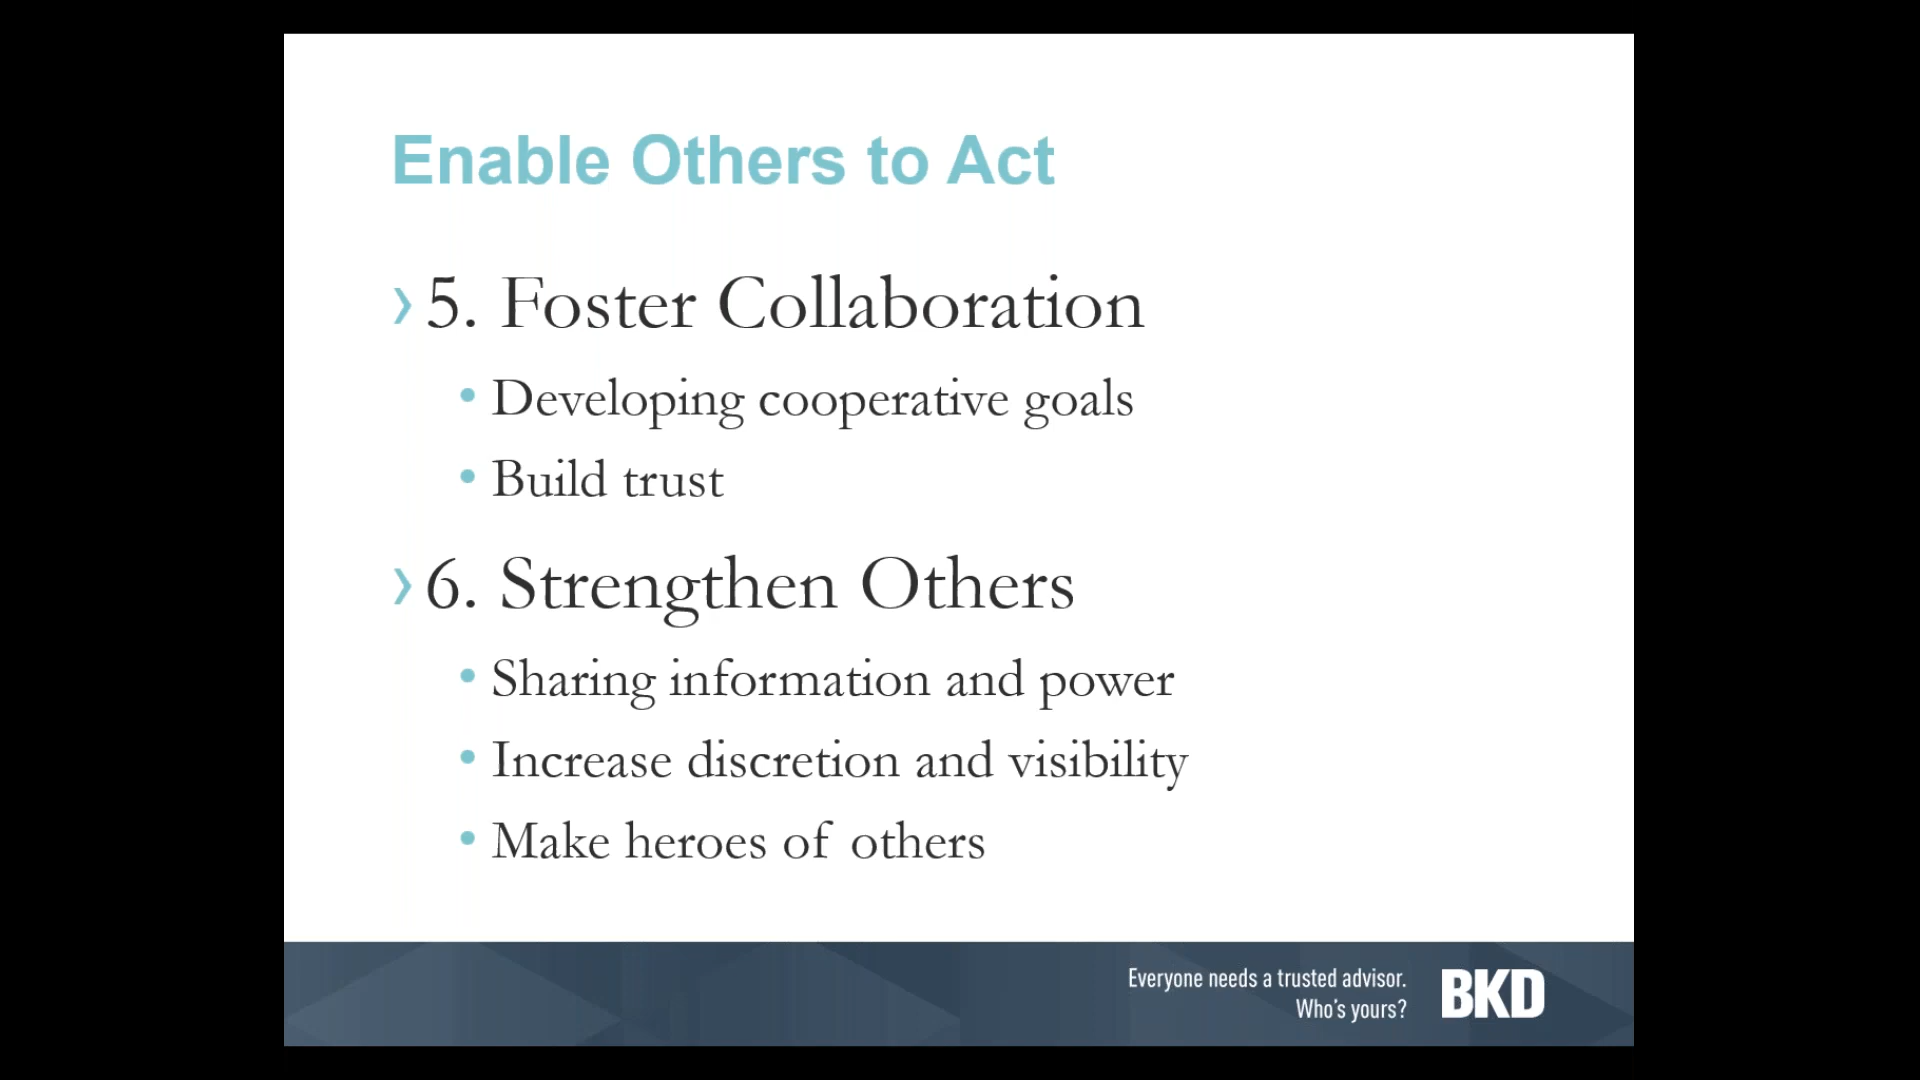 Enable Others to Act
› 5. Foster Collaboration
• Developing cooperative goals
• Build trust
› 6. Strengthen Others
• Sharing information and power
• Increase discretion and visibility
• Make heroes of others
Everyone needs a trusted advisor.
Who's yours?
BKD